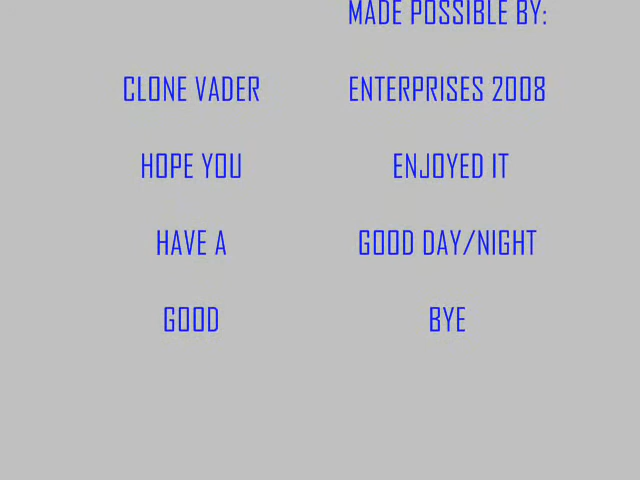 MADE POSSIBLE BY:
CLONE VADER ENTERPRISES 2008
HOPE YOU ENJOYED IT
HAVE A GOOD DAY/NIGHT
GOOD BYE